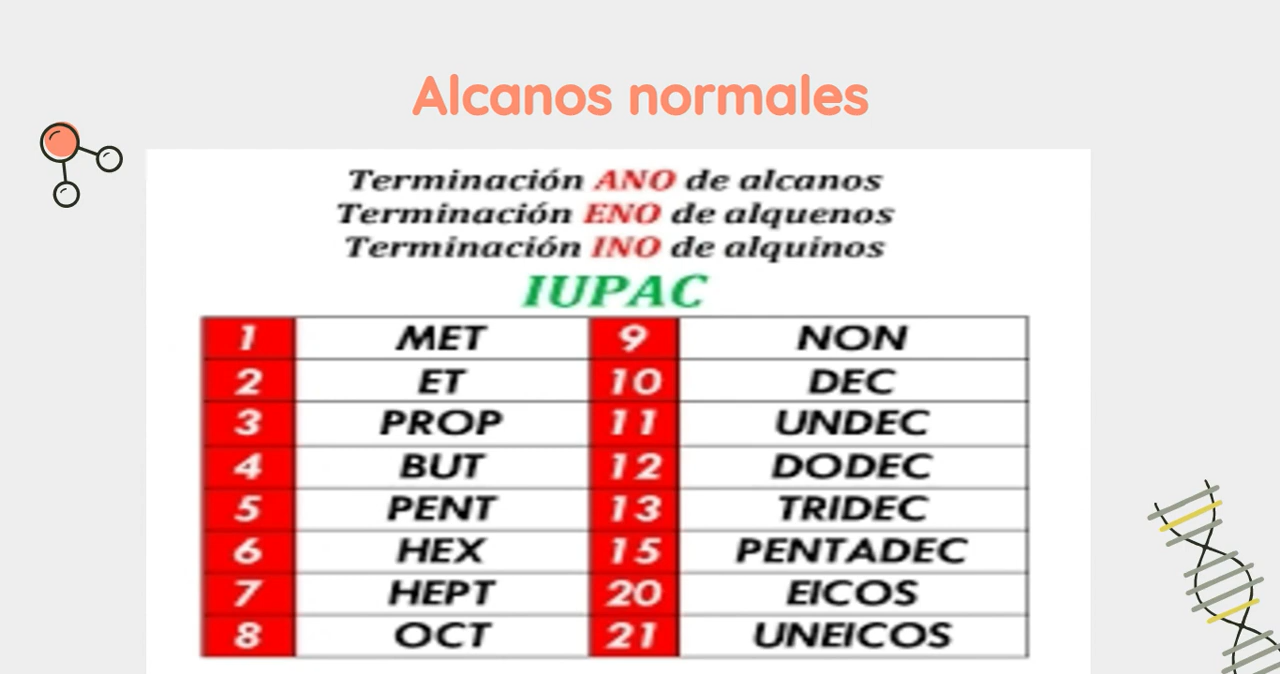 Alcanos normales
Terminación ANO de alcanos
Terminación ENO de alquenos
Terminación INO de alquinos
IUPAC
1 MET 9 NON
2 ET 10 DEC
3 PROP 11 UNDEC
4 BUT 12 DODEC
5 PENT 13 TRIDEC
6 HEX 15 PENTADEC
7 HEPT 20 EICOS
8 OCT 21 UNEICOS